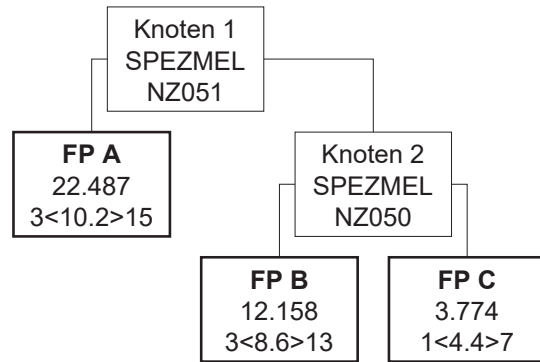 Knoten 1
SPEZMEL
NZ051
FP A
22.487
3<10.2>15
Knoten 2
SPEZMEL
NZ050
FP B
12.158
3<8.6>13
FP C
3.774
1<4.4>7